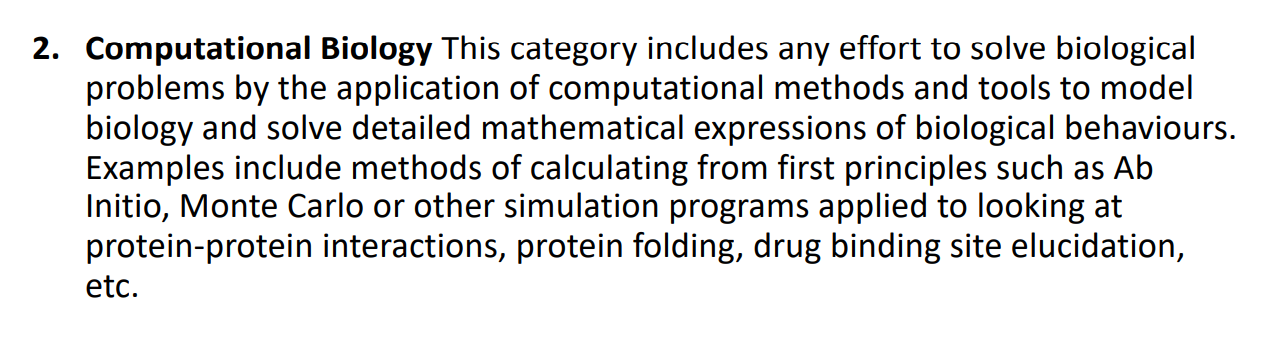 2. Computational Biology This category includes any effort to solve biological
problems by the application of computational methods and tools to model
biology and solve detailed mathematical expressions of biological behaviours.
Examples include methods of calculating from first principles such as Ab
Initio, Monte Carlo or other simulation programs applied to looking at
protein-protein interactions, protein folding, drug binding site elucidation,
etc.